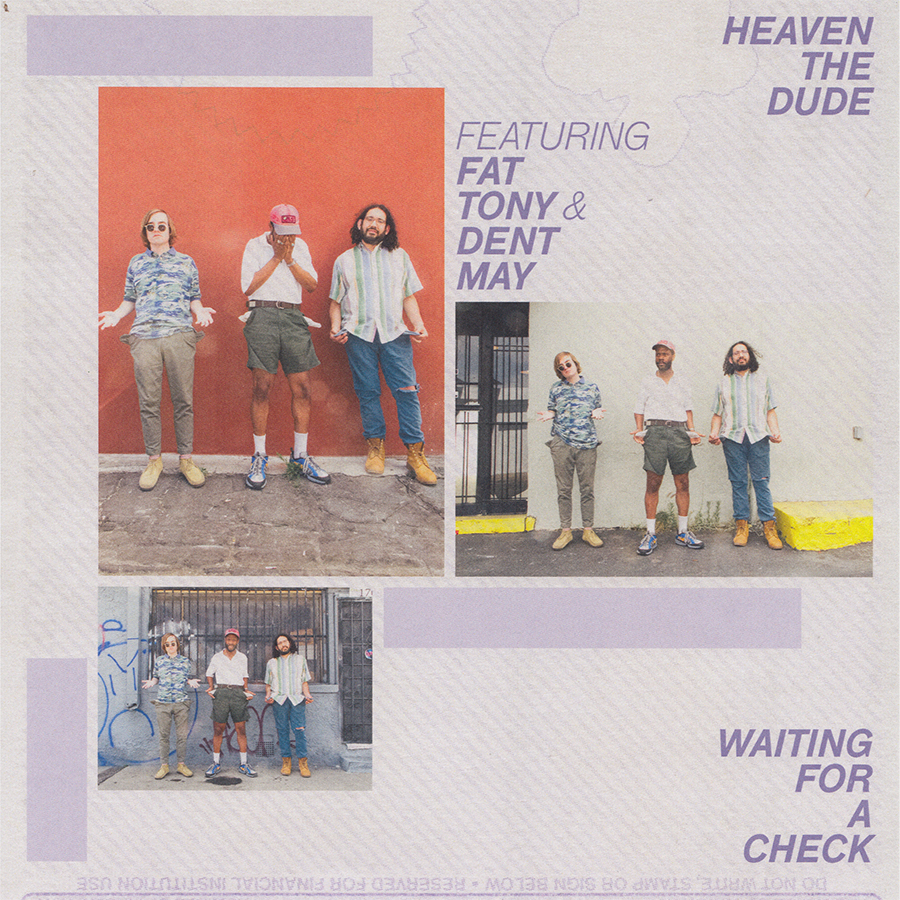 HEAVEN
THE
DUDE
FEATURING
FAT
TONY &
DENT
MAY
WAITING
FOR
A
CHECK
DO NOT WRITE, STAMP OR SIGN BELOW • RESERVED FOR FINANCIAL INSTITUTION USE